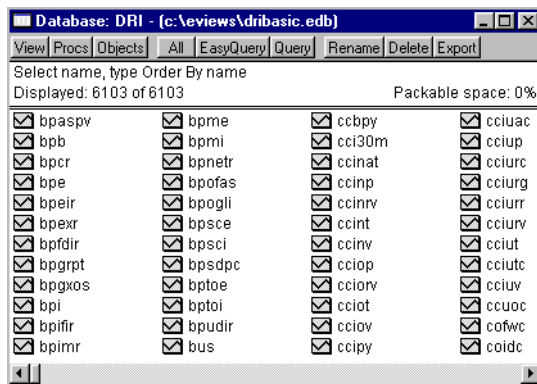 Database: DRI - (c:\eviews\dribasic.edb)
View Procs Objects All EasyQuery Query Rename Delete Export
Select name, type Order By name
Displayed: 6103 of 6103 Packable space: 0%
bpaspv bpme ccbpy cciuac
bpb bpmi cci30m cciup
bpcr bpnetr ccinat cciurc
bpe bpofas ccinp cciurg
bpeir bpogli ccinrv cciurr
bpexr bpsce ccint cciurv
bpfdir bpsci ccinv cciut
bpgrpt bpsdpc cciop cciutc
bpgxos bptoe cciorv cciuv
bpi bptoi cciot ccuoc
bpifir bpudir cciov cofwc
bpimr bus ccipy coidc